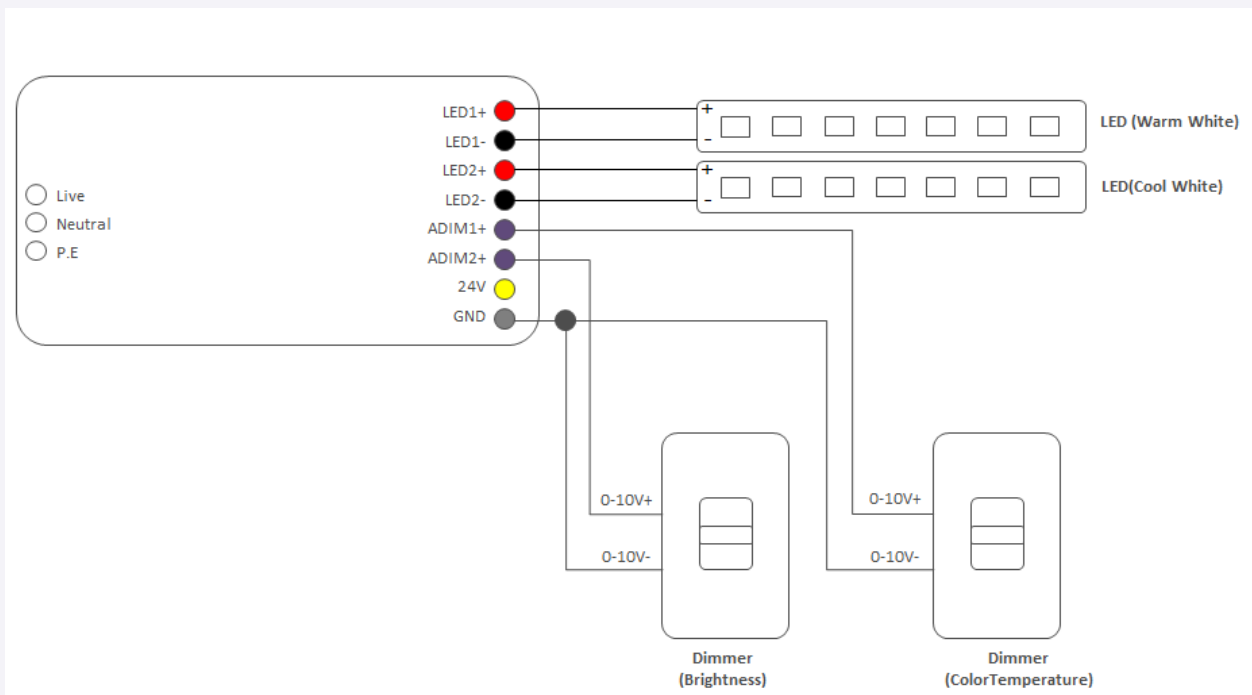 LED1+
LED1-
LED2+
LED2-
ADIM1+
ADIM2+
24V
GND
Live
Neutral
P.E
+
-
LED (Warm White)
+
-
LED(Cool White)
0-10V+
0-10V-
0-10V+
0-10V-
Dimmer
(Brightness)
Dimmer
(ColorTemperature)